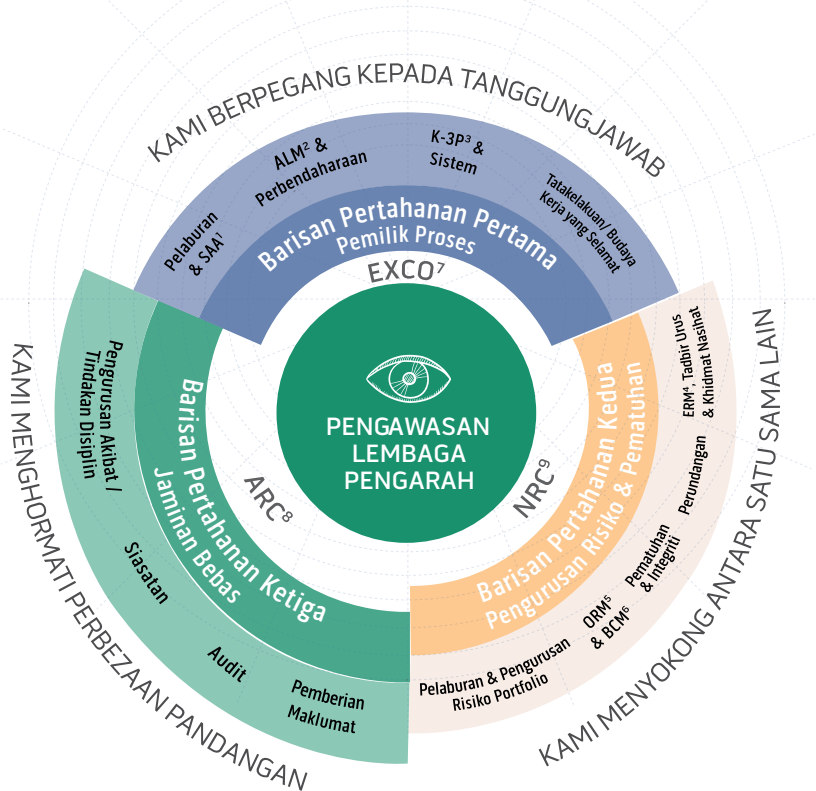 KAMI BERPEGANG KEPADA TANGGUNGJAWAB
Pelaburan
& SAA¹
ALM² &
Perbendaharaan
K-3P³ &
Sistem
Tatakelakuan/ Budaya
Kerja yang Selamat
Barisan Pertahanan Pertama
Pemilik Proses
EXCO⁷
PENGAWASAN
LEMBAGA
PENGARAH
NRC⁹
ARC⁸
Barisan Pertahanan Kedua
Pengurusan Risiko & Pematuhan
ERM⁴, Tadbir Urus
& Khidmat Nasihat
Perundangan
Pematuhan
& Integriti
ORM⁵
& BCM⁶
Pelaburan & Pengurusan
Risiko Portfolio
KAMI MENYOKONG ANTARA SATU SAMA LAIN
Barisan Pertahanan Ketiga
Jaminan Bebas
Pengurusan Akibat /
Tindakan Disiplin
Siasatan
Audit
Pemberian
Maklumat
KAMI MENGHORMATI PERBEZAAN PANDANGAN